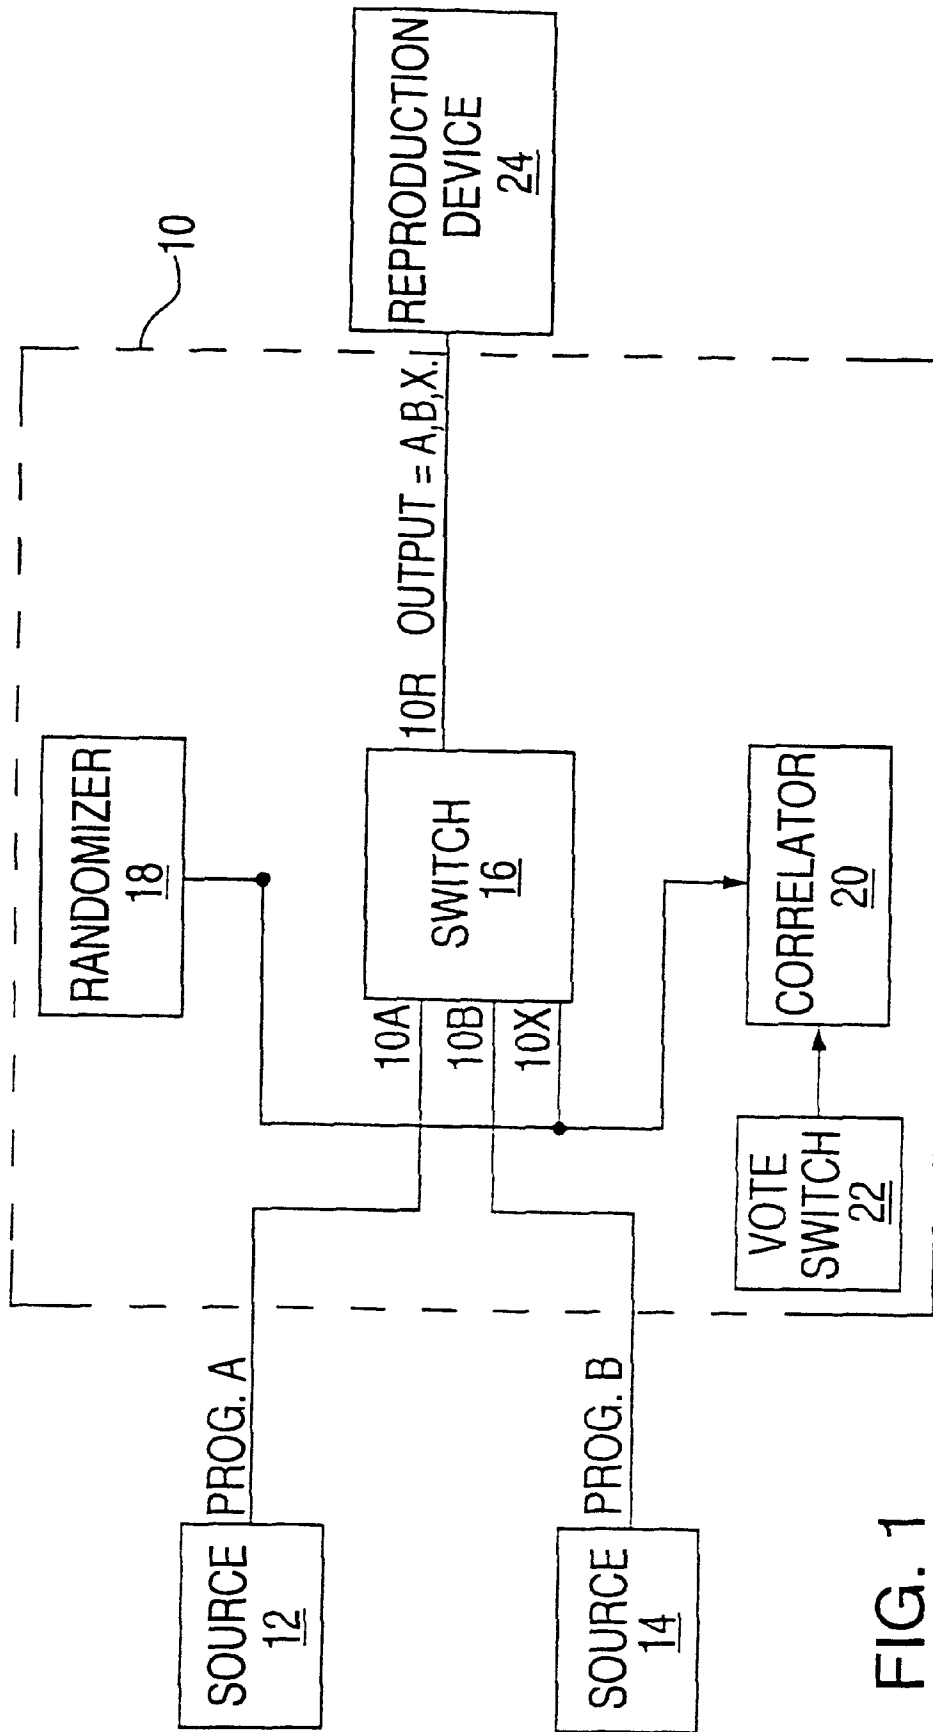 10
RANDOMIZER
18
REPRODUCTION
DEVICE
24
SOURCE
12
PROG. A
10A
10B
10X
SWITCH
16
10R OUTPUT = A,B,X.
SOURCE
14
PROG. B
VOTE
SWITCH
22
CORRELATOR
20
FIG. 1